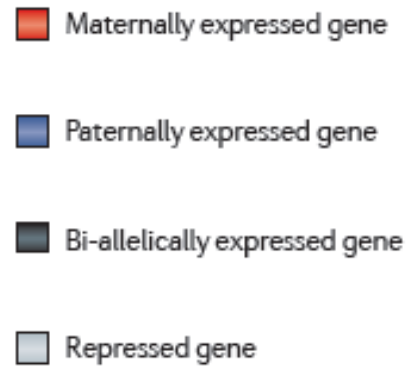 Maternally expressed gene
Paternally expressed gene
Bi-allelically expressed gene
Repressed gene